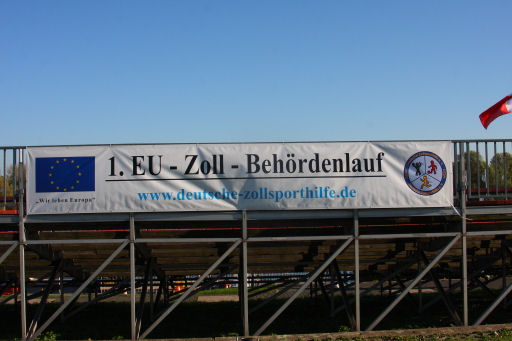 1. EU - Zoll - Behördenlauf
www.deutsche-zollsporthilfe.de
„Wir leben Europa“